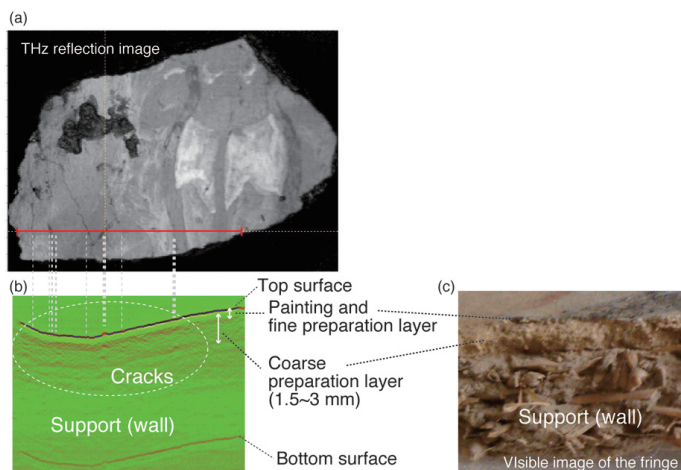 (a)
THz reflection image
(b)
Top surface
Painting and
fine preparation layer
(c)
Cracks
Coarse
preparation layer
(1.5~3 mm)
Support (wall)
Bottom surface
Support (wall)
VIsible image of the fringe